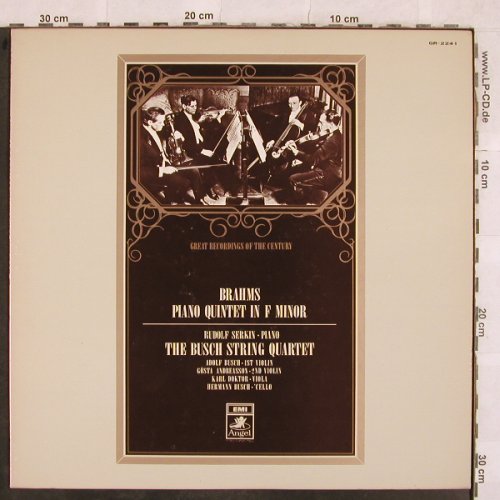 30 cm
20 cm
10 cm
GR-2241
www.LP-CD.de
10 cm
20 cm
30 cm
GREAT RECORDINGS OF THE CENTURY
BRAHMS
PIANO QUINTET IN F MINOR
RUDOLF SERKIN · PIANO
THE BUSCH STRING QUARTET
ADOLF BUSCH · 1ST VIOLIN
GÖSTA ANDREASSON · 2ND VIOLIN
KARL DOKTOR · VIOLA
HERMANN BUSCH · 'CELLO
EMI
Angel